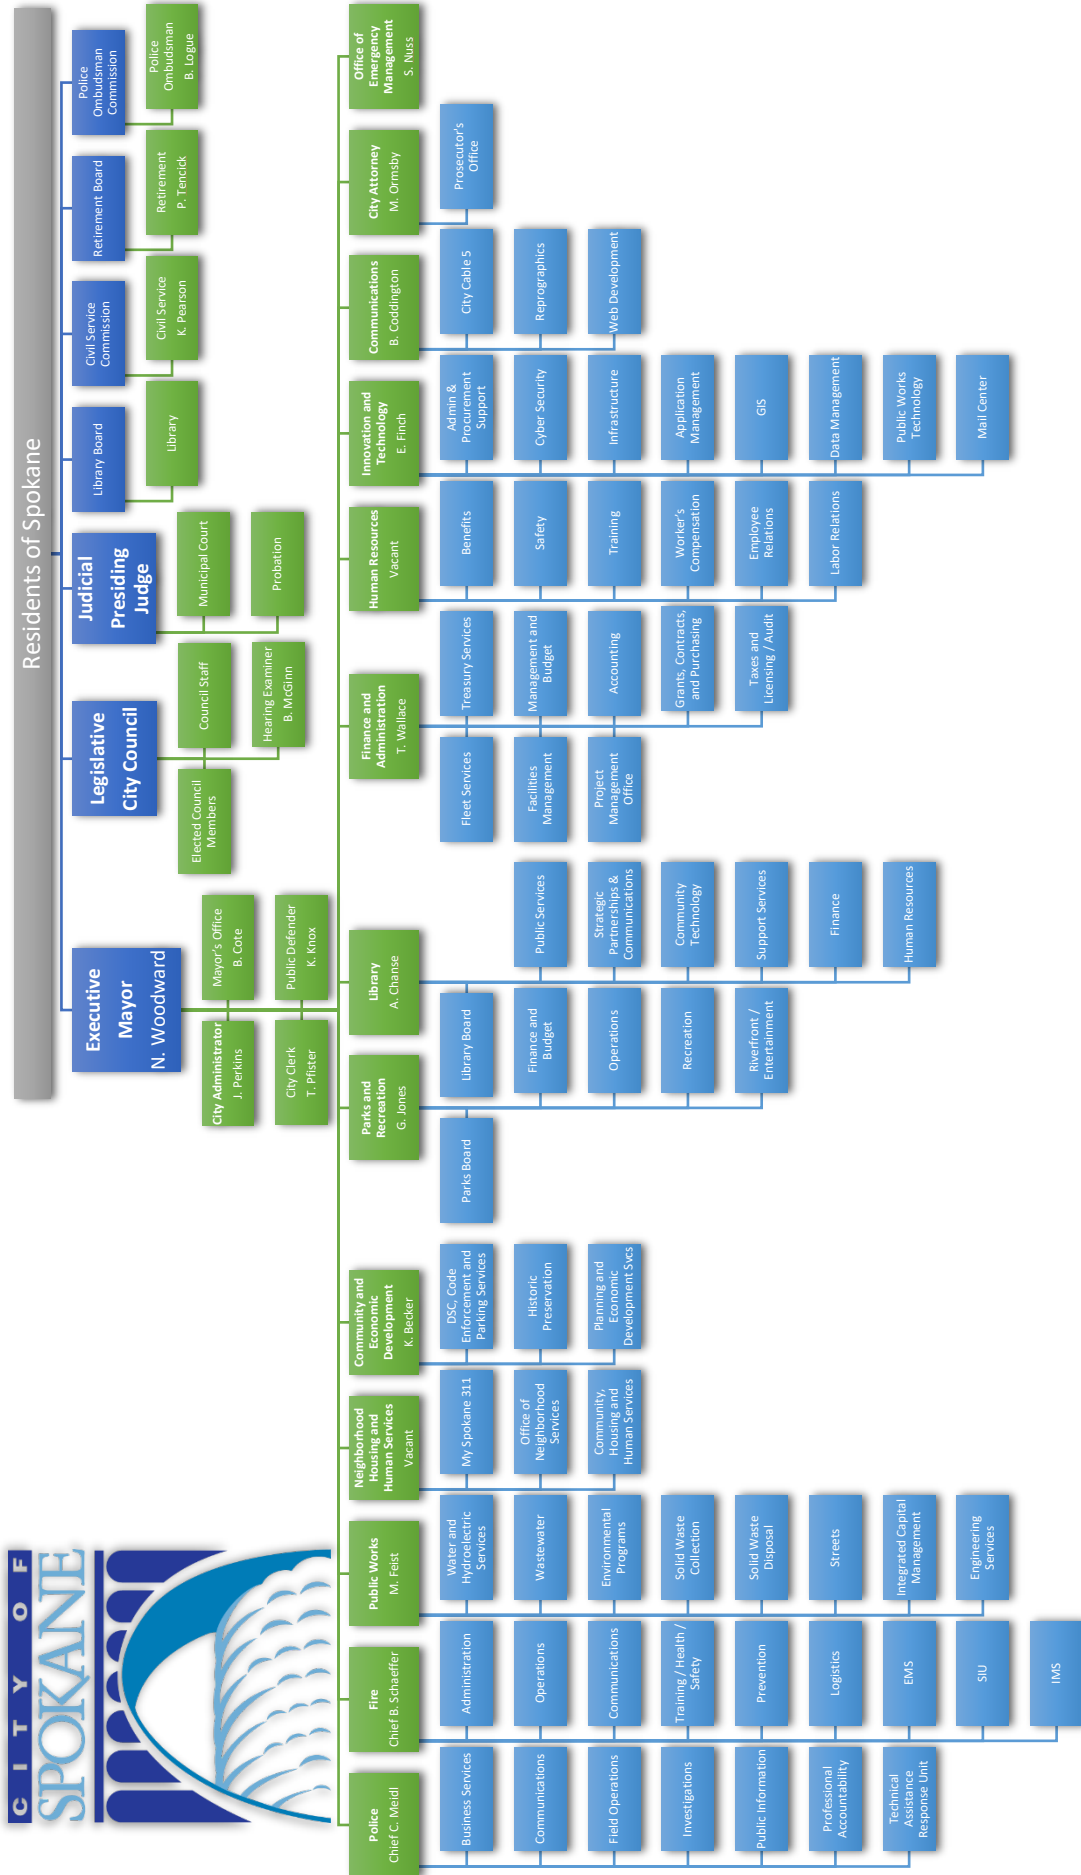 CITY OF
SPOKANE
Residents of Spokane
Executive
Mayor
N. Woodward
Legislative
City Council
Judicial
Presiding
Judge
Library Board
Civil Service
Commission
Retirement Board
Police
Ombudsman
Commission
City Administrator
J. Perkins
Mayor's Office
B. Cote
City Clerk
T. Pfister
Public Defender
K. Knox
Elected Council
Members
Council Staff
Hearing Examiner
B. McGinn
Municipal Court
Probation
Library
Civil Service
K. Pearson
Retirement
P. Tencick
Police
Ombudsman
B. Logue
Police
Chief C. Meidl
Business Services
Communications
Field Operations
Investigations
Public Information
Professional
Accountability
Technical
Assistance
Response Unit
Fire
Chief B. Schaeffer
Administration
Operations
Communications
Training / Health /
Safety
Prevention
Logistics
EMS
SIU
IMS
Public Works
M. Feist
Water and
Hydroelectric
Services
Wastewater
Environmental
Programs
Solid Waste
Collection
Solid Waste
Disposal
Streets
Integrated Capital
Management
Engineering
Services
Neighborhood
Housing and
Human Services
Vacant
My Spokane 311
Office of
Neighborhood
Services
Community,
Housing and
Human Services
Community and
Economic
Development
K. Becker
DSC, Code
Enforcement and
Parking Services
Historic
Preservation
Planning and
Economic
Development Svcs
Parks and
Recreation
G. Jones
Parks Board
Finance and
Budget
Operations
Recreation
Riverfront /
Entertainment
Library
A. Chanse
Library Board
Public Services
Strategic
Partnerships &
Communications
Community
Technology
Support Services
Finance
Human Resources
Finance and
Administration
T. Wallace
Fleet Services
Treasury Services
Facilities
Management
Management and
Budget
Project
Management
Office
Accounting
Grants, Contracts,
and Purchasing
Taxes and
Licensing / Audit
Human Resources
Vacant
Benefits
Safety
Training
Worker's
Compensation
Employee
Relations
Labor Relations
Innovation and
Technology
E. Finch
Admin &
Procurement
Support
Cyber Security
Infrastructure
Application
Management
GIS
Data Management
Public Works
Technology
Mail Center
Communications
B. Coddington
City Cable 5
Reprographics
Web Development
City Attorney
M. Ormsby
Prosecutor's
Office
Office of
Emergency
Management
S. Nuss